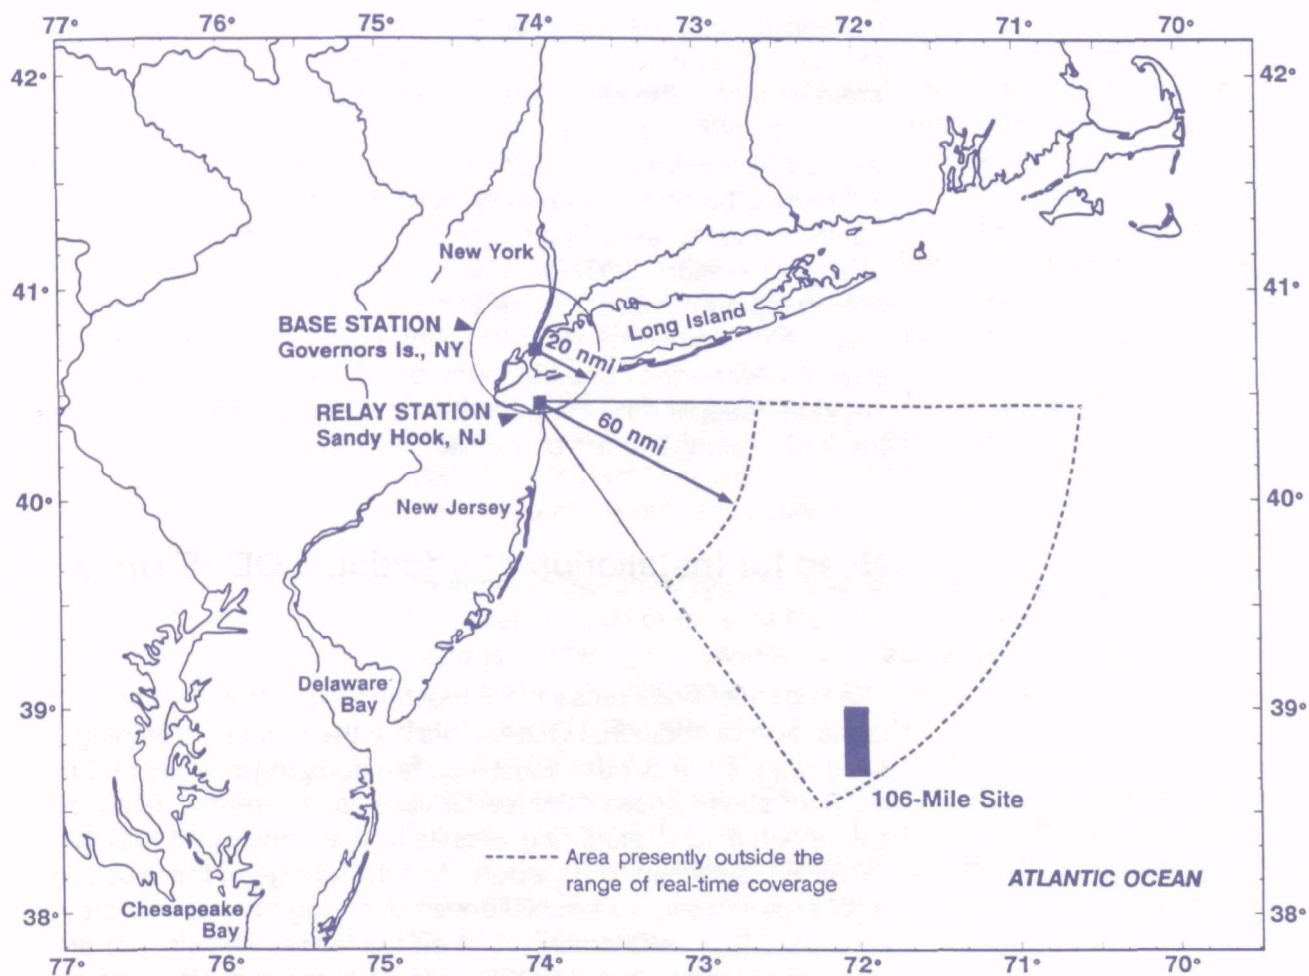 77° 76° 75° 74° 73° 72° 71° 70°
42° 42°
New York
41° 41°
Long Island
BASE STATION
Governors Is., NY
20 nmi
RELAY STATION
Sandy Hook, NJ
60 nmi
40° 40°
New Jersey
Delaware
Bay
39° 39°
106-Mile Site
Area presently outside the
range of real-time coverage
ATLANTIC OCEAN
Chesapeake
Bay
38° 38°
77° 76° 75° 74° 73° 72° 71° 70°